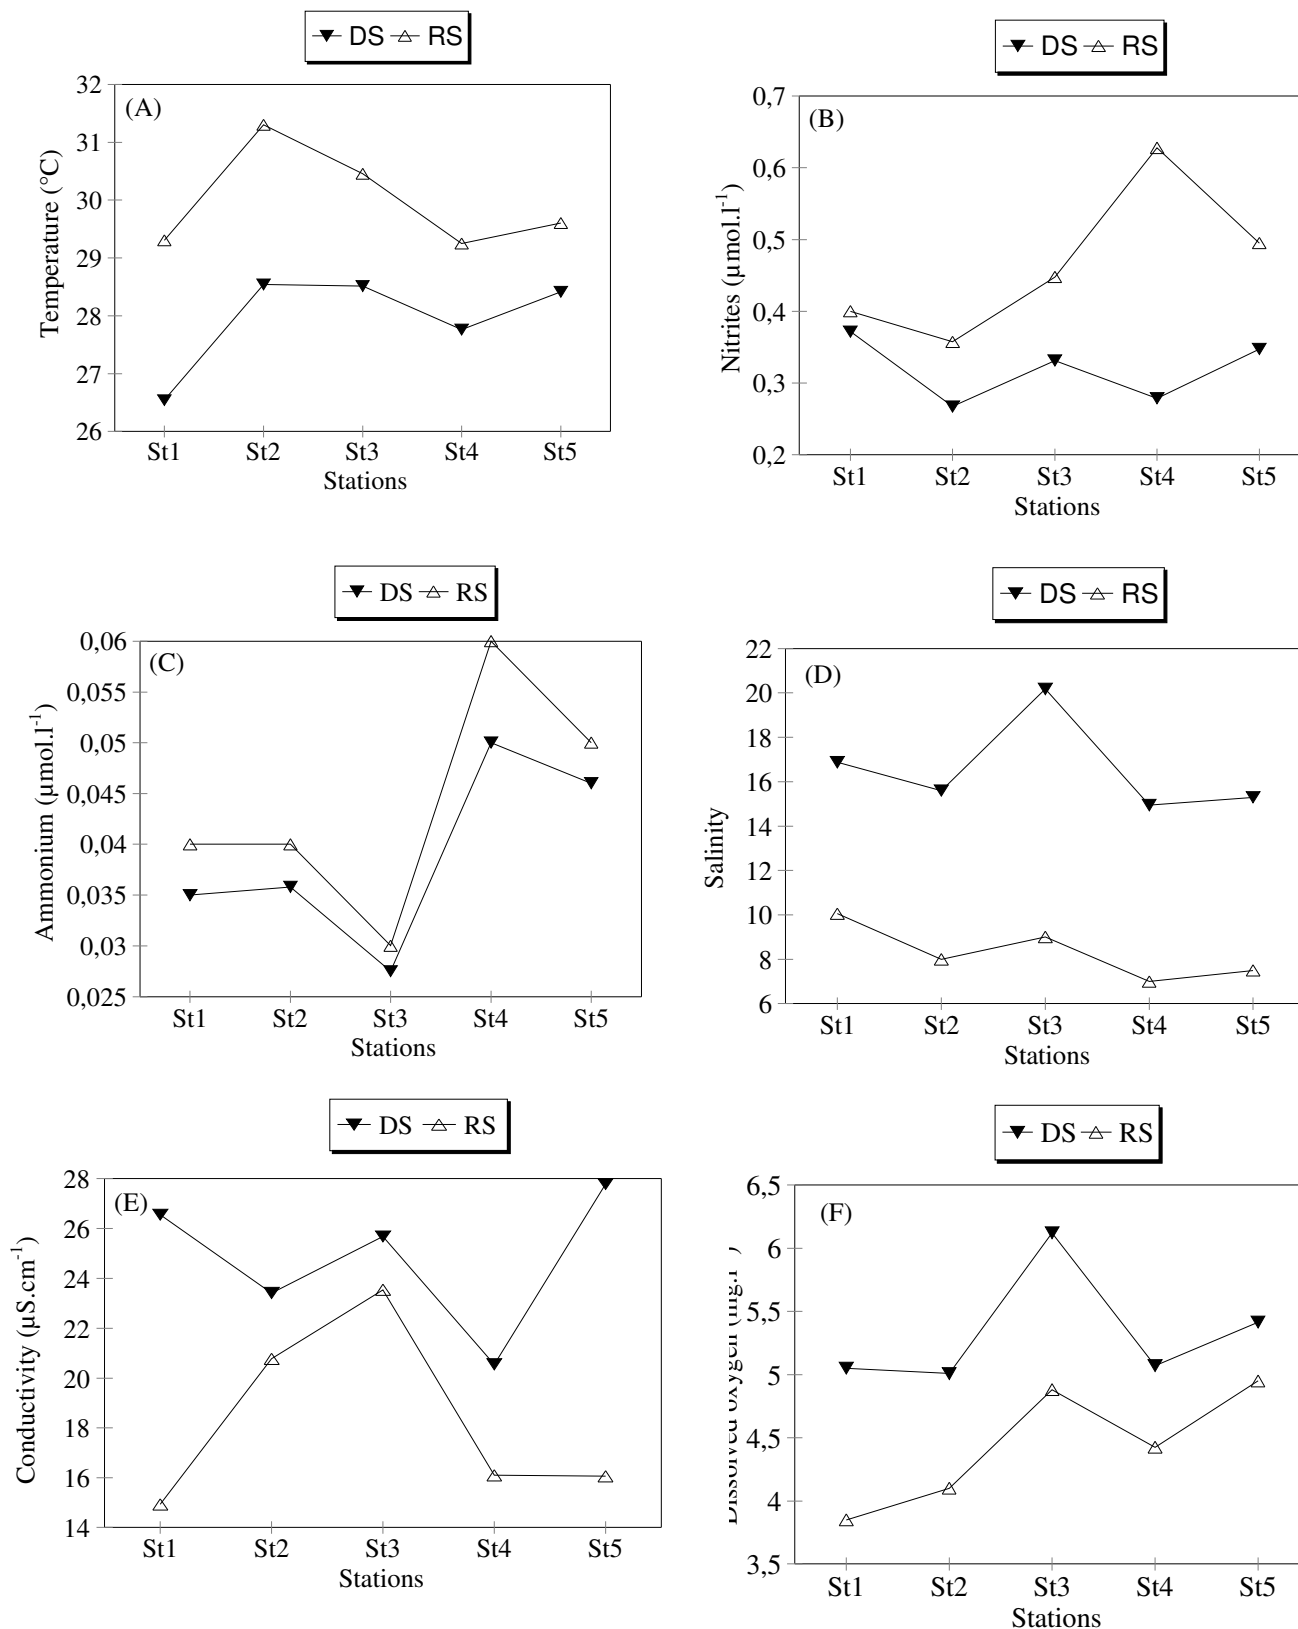 DS RS
(A)
Temperature (°C)
32
31
30
29
28
27
26
St1 St2 St3 St4 St5
Stations
DS RS
(B)
Nitrites (µmol.l⁻¹)
0,7
0,6
0,5
0,4
0,3
0,2
St1 St2 St3 St4 St5
Stations
DS RS
(C)
Ammonium (µmol.l⁻¹)
0,06
0,055
0,05
0,045
0,04
0,035
0,03
0,025
St1 St2 St3 St4 St5
Stations
DS RS
(D)
Salinity
22
20
18
16
14
12
10
8
6
St1 St2 St3 St4 St5
Stations
DS RS
(E)
Conductivity (µS.cm⁻¹)
28
26
24
22
20
18
16
14
St1 St2 St3 St4 St5
Stations
DS RS
(F)
Dissolved oxygen (mg.l⁻¹)
6,5
6
5,5
5
4,5
4
3,5
St1 St2 St3 St4 St5
Stations